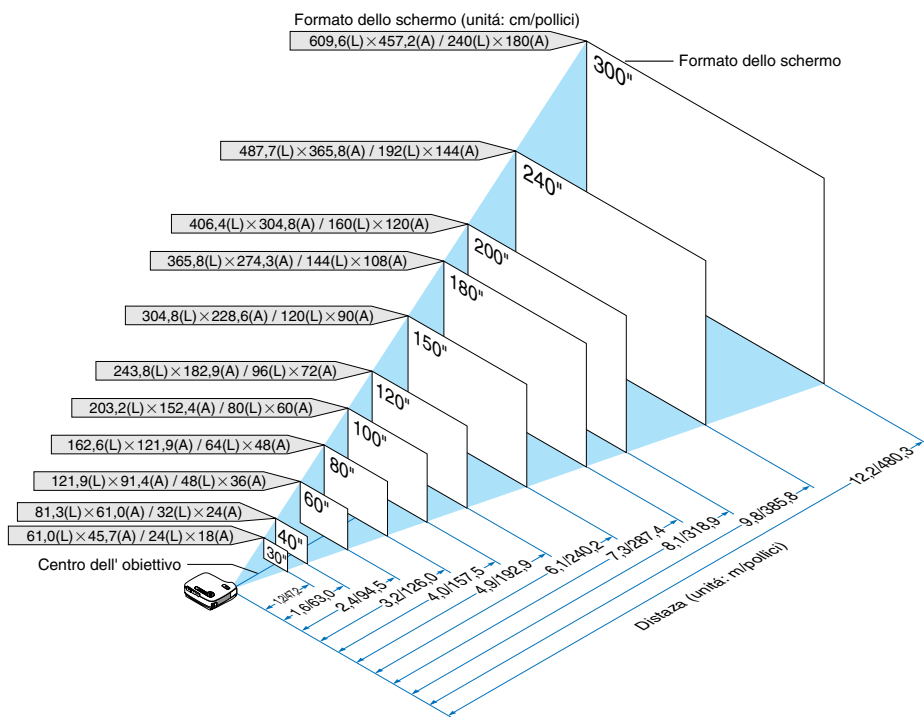 Formato dello schermo (unitá: cm/pollici)
609,6(L)×457,2(A) / 240(L)×180(A)
Formato dello schermo
300"
487,7(L)×365,8(A) / 192(L)×144(A)
240"
406,4(L)×304,8(A) / 160(L)×120(A)
200"
365,8(L)×274,3(A) / 144(L)×108(A)
180"
304,8(L)×228,6(A) / 120(L)×90(A)
150"
243,8(L)×182,9(A) / 96(L)×72(A)
120"
203,2(L)×152,4(A) / 80(L)×60(A)
100"
162,6(L)×121,9(A) / 64(L)×48(A)
80"
121,9(L)×91,4(A) / 48(L)×36(A)
60"
81,3(L)×61,0(A) / 32(L)×24(A)
40"
61,0(L)×45,7(A) / 24(L)×18(A)
30"
Centro dell' obiettivo
1,2/47,2
1,6/63,0
2,4/94,5
3,2/126,0
4,0/157,5
4,9/192,9
6,1/240,2
7,3/287,4
8,1/318,9
9,8/385,8
12,2/480,3
Distaza (unitá: m/pollici)